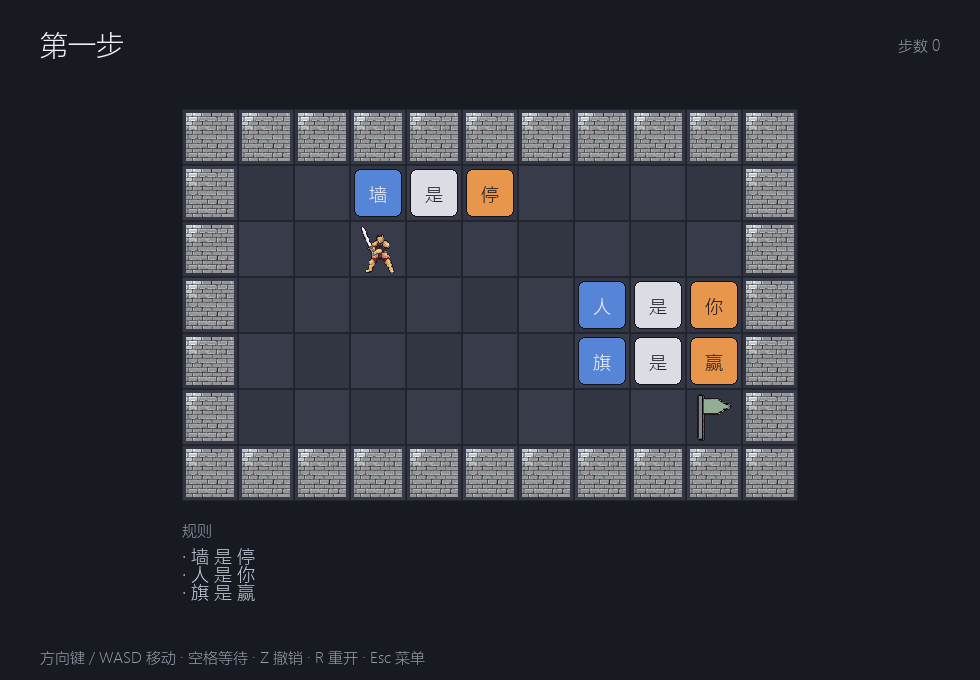 第一步
步数 0
墙 是 停
人 是 你
旗 是 赢
规则
· 墙 是 停
· 人 是 你
· 旗 是 赢
方向键 / WASD 移动 · 空格等待 · Z 撤销 · R 重开 · Esc 菜单